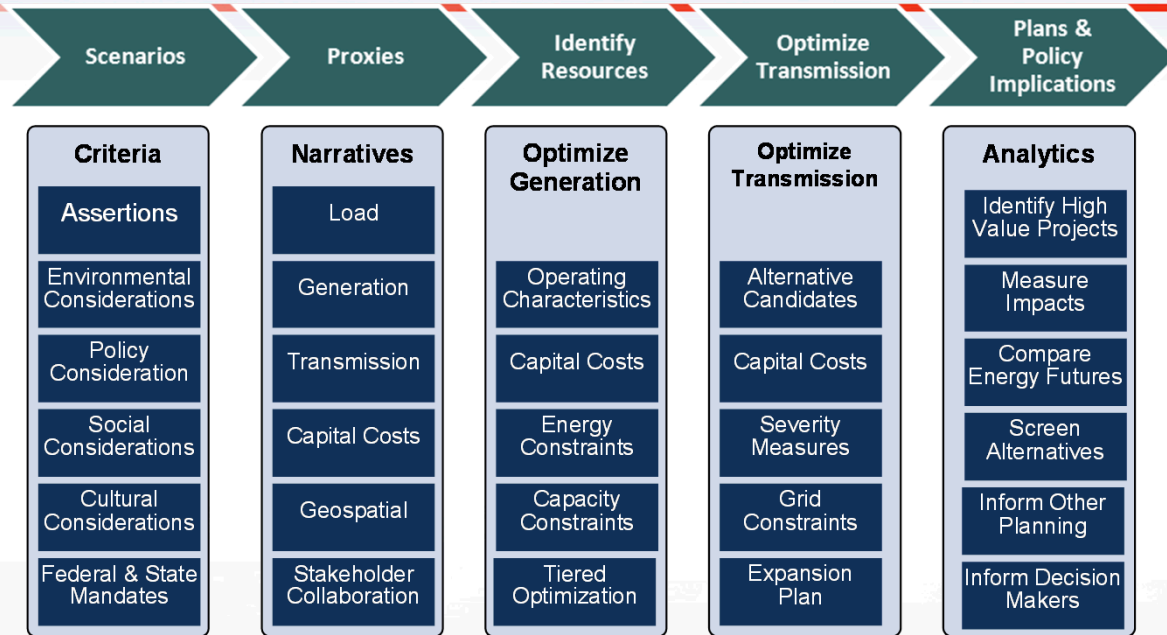 Scenarios
Proxies
Identify
Resources
Optimize
Transmission
Plans &
Policy
Implications
Criteria
Assertions
Environmental
Considerations
Policy
Consideration
Social
Considerations
Cultural
Considerations
Federal & State
Mandates
Narratives
Load
Generation
Transmission
Capital Costs
Geospatial
Stakeholder
Collaboration
Optimize
Generation
Operating
Characteristics
Capital Costs
Energy
Constraints
Capacity
Constraints
Tiered
Optimization
Optimize
Transmission
Alternative
Candidates
Capital Costs
Severity
Measures
Grid
Constraints
Expansion
Plan
Analytics
Identify High
Value Projects
Measure
Impacts
Compare
Energy Futures
Screen
Alternatives
Inform Other
Planning
Inform Decision
Makers